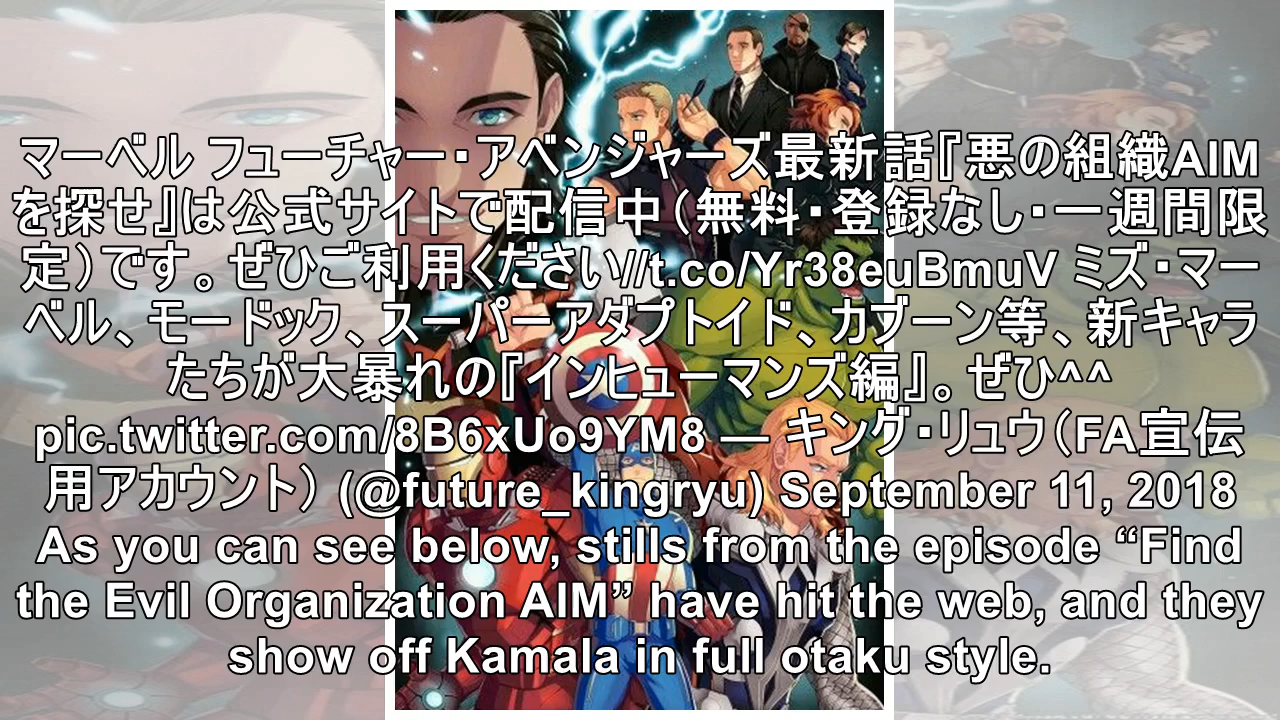 マーベル フューチャー・アベンジャーズ最新話『悪の組織AIM
を探せ』は公式サイトで配信中（無料・登録なし・一週間限
定）です。ぜひご利用ください//t.co/Yr38euBmuV ミズ・マー
ベル、モードック、スーパーアダプトイド、カブーン等、新キャラ
たちが大暴れの『インヒューマンズ編』。ぜひ^^
pic.twitter.com/8B6xUo9YM8 — キング・リュウ（FA宣伝
用アカウント） (@future_kingryu) September 11, 2018
As you can see below, stills from the episode “Find
the Evil Organization AIM” have hit the web, and they
show off Kamala in full otaku style.